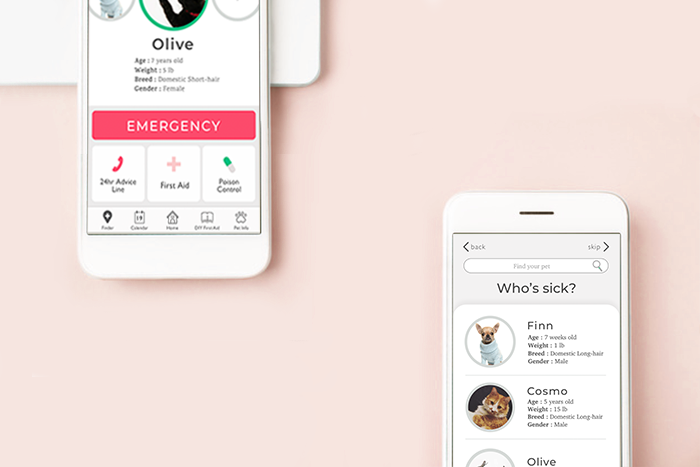 Olive
Age : 7 years old
Weight : 5 lb
Breed : Domestic Short-hair
Gender : Female
EMERGENCY
24hr Advice Line
First Aid
Poison Control
Finder
19
Calendar
Home
DIY First Aid
Pet Info
back
skip
Find your pet
Who's sick?
Finn
Age : 7 weeks old
Weight : 1 lb
Breed : Domestic Long-hair
Gender : Male
Cosmo
Age : 5 years old
Weight : 15 lb
Breed : Domestic Long-hair
Gender : Male
Olive